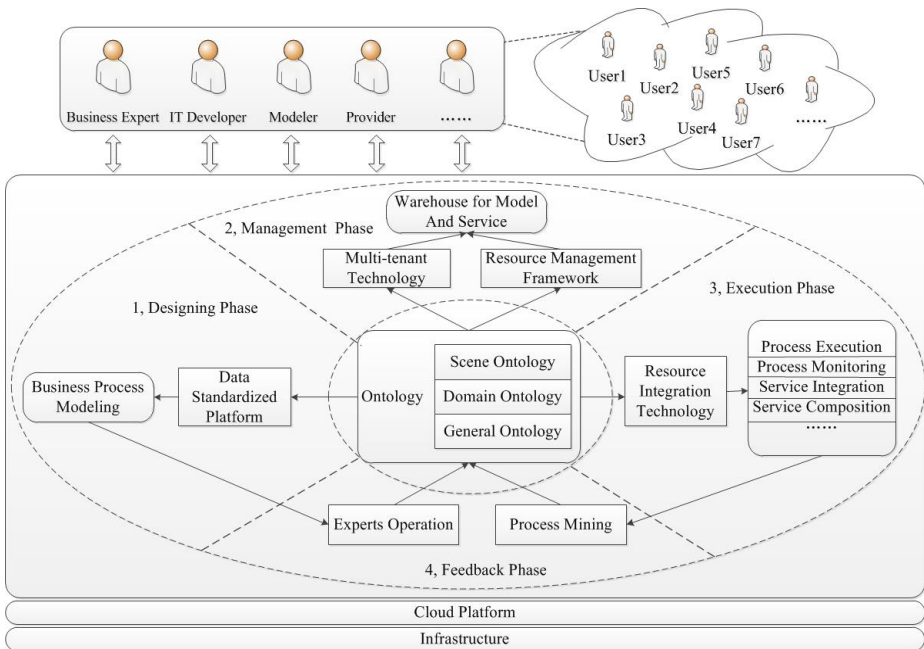 Business Expert
IT Developer
Modeler
Provider
……
User1
User2
User5
User6
User3
User4
User7
……
2, Management Phase
Warehouse for Model
And Service
Multi-tenant
Technology
Resource Management
Framework
1, Designing Phase
3, Execution Phase
Business Process
Modeling
Data
Standardized
Platform
Ontology
Scene Ontology
Domain Ontology
General Ontology
Resource
Integration
Technology
Process Execution
Process Monitoring
Service Integration
Service Composition
……
Experts Operation
Process Mining
4, Feedback Phase
Cloud Platform
Infrastructure